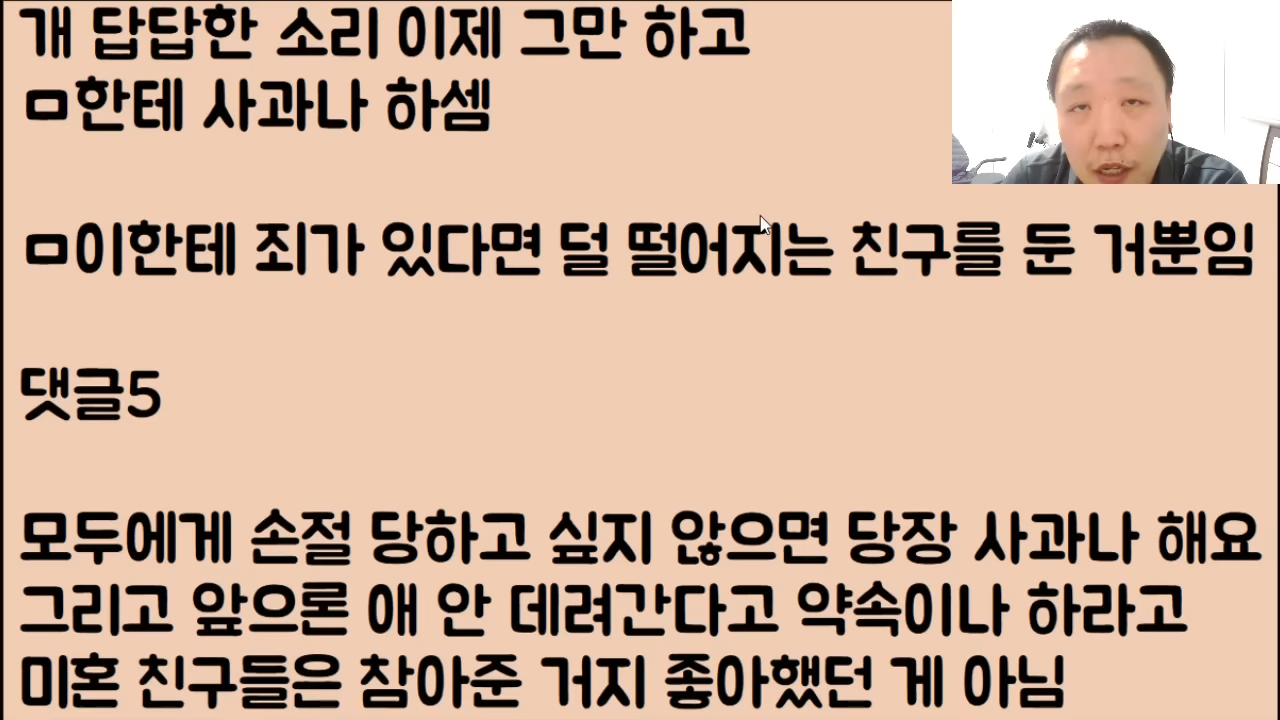 개 답답한 소리 이제 그만 하고
ㅁ한테 사과나 하셈
ㅁ이한테 죄가 있다면 덜 떨어지는 친구를 둔 거뿐임
댓글5
모두에게 손절 당하고 싶지 않으면 당장 사과나 해요
그리고 앞으론 애 안 데려간다고 약속이나 하라고
미혼 친구들은 참아준 거지 좋아했던 게 아님